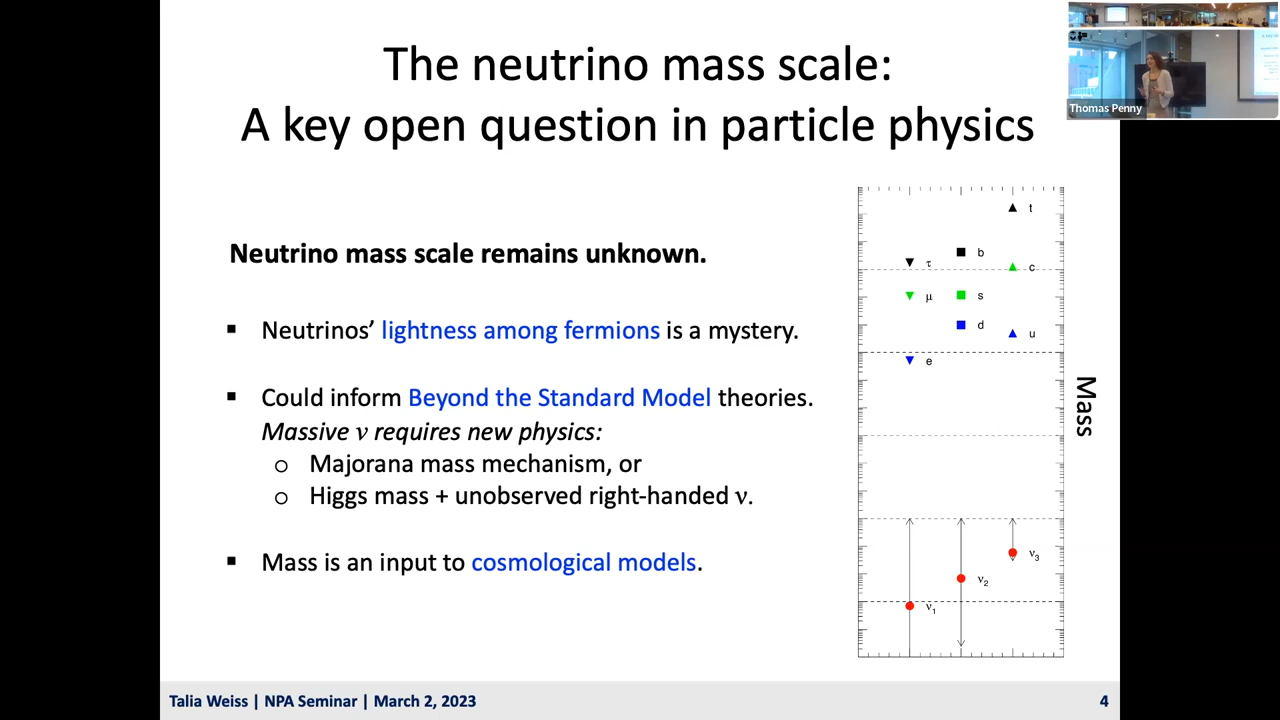 The neutrino mass scale:
A key open question in particle physics
Thomas Penny
Neutrino mass scale remains unknown.
▪ Neutrinos’ lightness among fermions is a mystery.
▪ Could inform Beyond the Standard Model theories.
Massive ν requires new physics:
o Majorana mass mechanism, or
o Higgs mass + unobserved right-handed ν.
▪ Mass is an input to cosmological models.
t
b
τ
c
μ
s
d
u
e
Mass
ν3
ν2
ν1
Talia Weiss | NPA Seminar | March 2, 2023
4